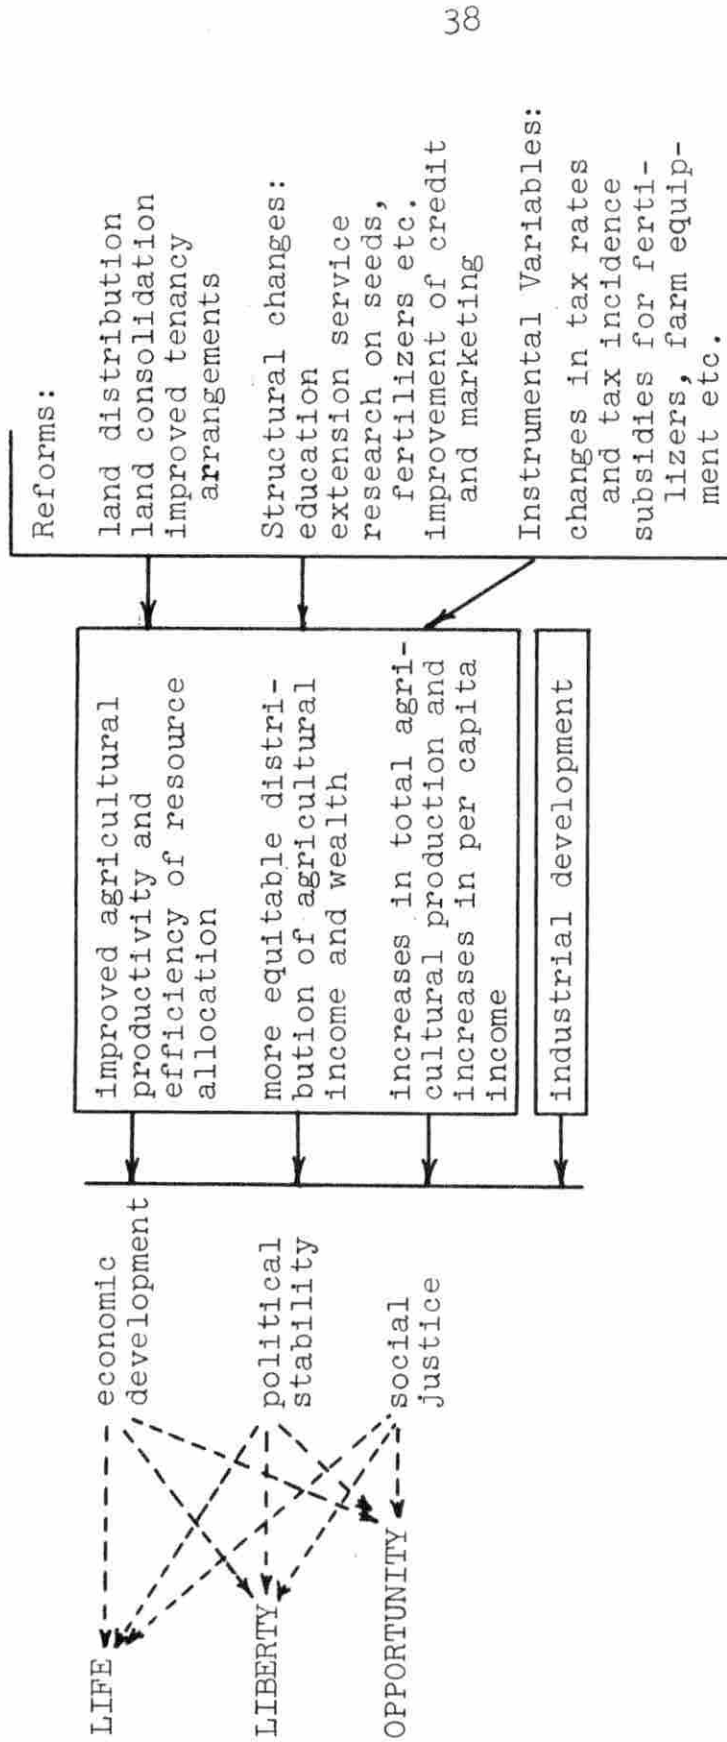 38
LIFE
LIBERTY
OPPORTUNITY
economic
development
political
stability
social
justice
improved agricultural
productivity and
efficiency of resource
allocation
more equitable distri-
bution of agricultural
income and wealth
increases in total agri-
cultural production and
increases in per capita
income
industrial development
Reforms:
land distribution
land consolidation
improved tenancy
arrangements
Structural changes:
education
extension service
research on seeds,
fertilizers etc.
improvement of credit
and marketing
Instrumental Variables:
changes in tax rates
and tax incidence
subsidies for ferti-
lizers, farm equip-
ment etc.